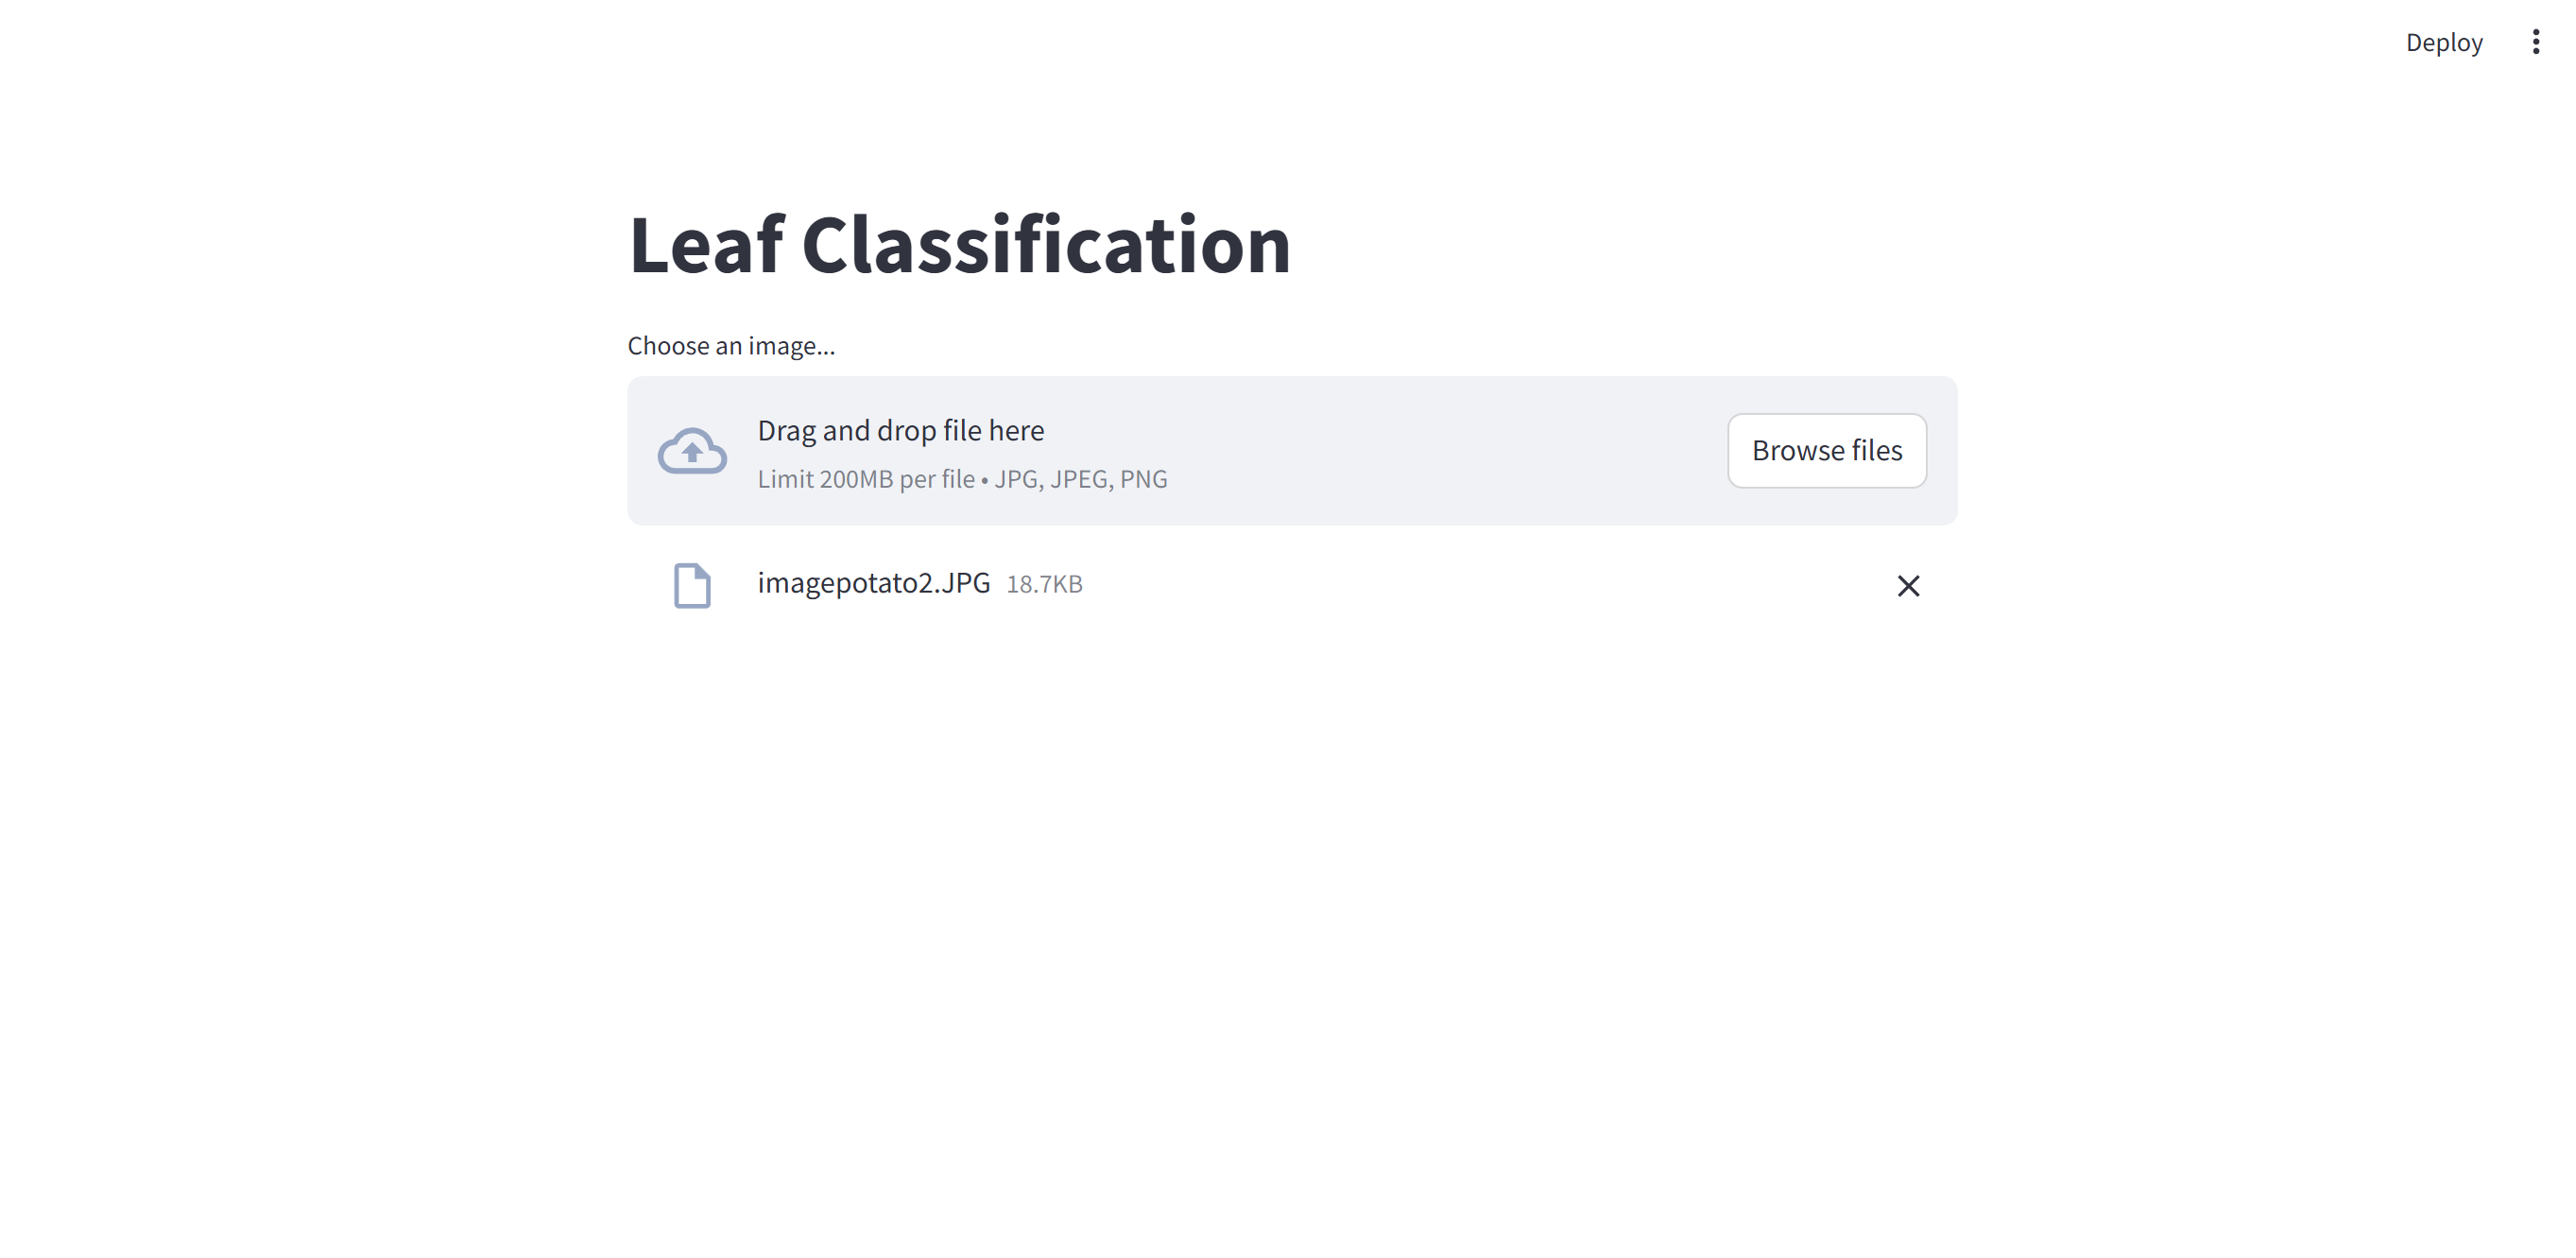 Deploy
Leaf Classification
Choose an image...
Drag and drop file here
Limit 200MB per file • JPG, JPEG, PNG
Browse files
imagepotato2.JPG 18.7KB